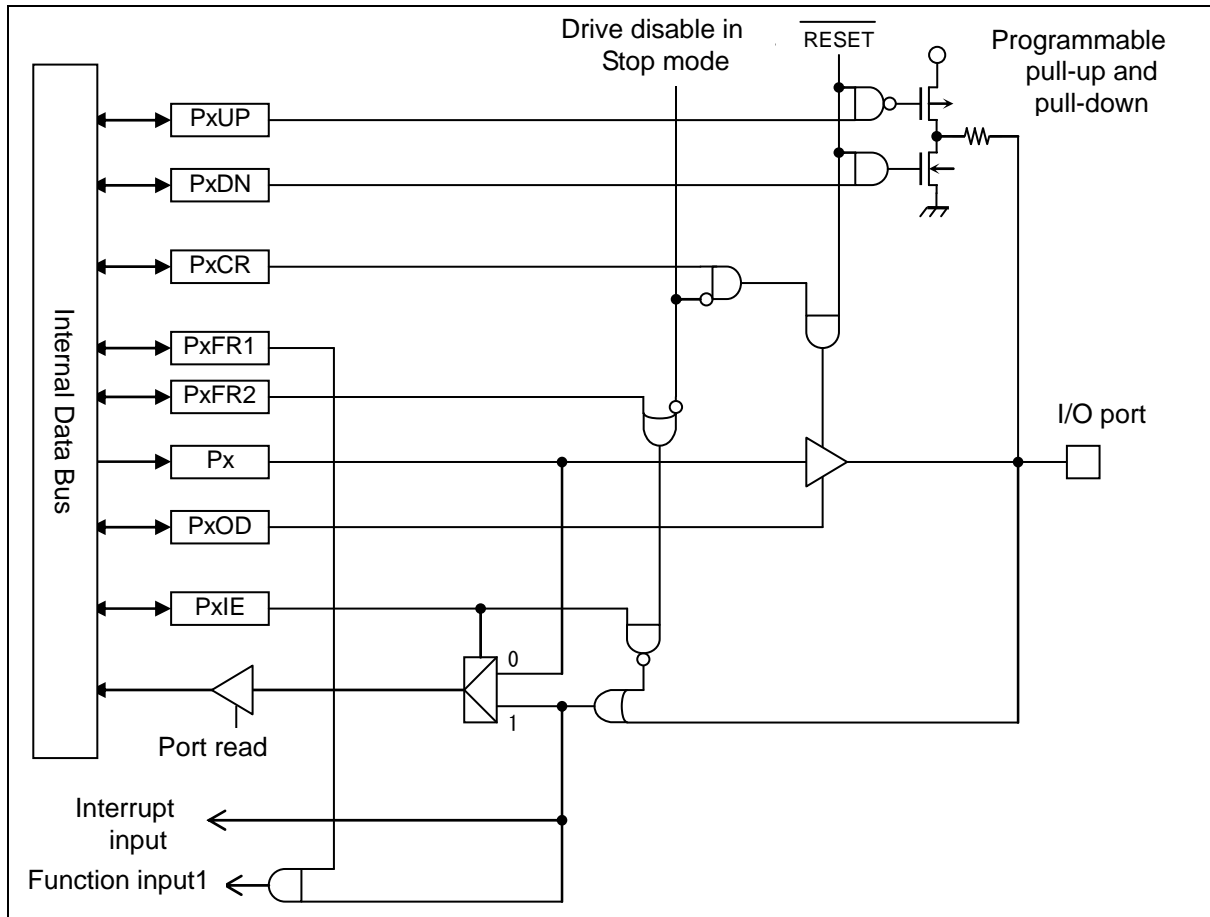 Drive disable in
Stop mode
RESET
Programmable
pull-up and
pull-down
PxUP
PxDN
PxCR
PxFR1
PxFR2
Px
PxOD
PxIE
Internal Data Bus
I/O port
0
1
Port read
Interrupt
input
Function input1